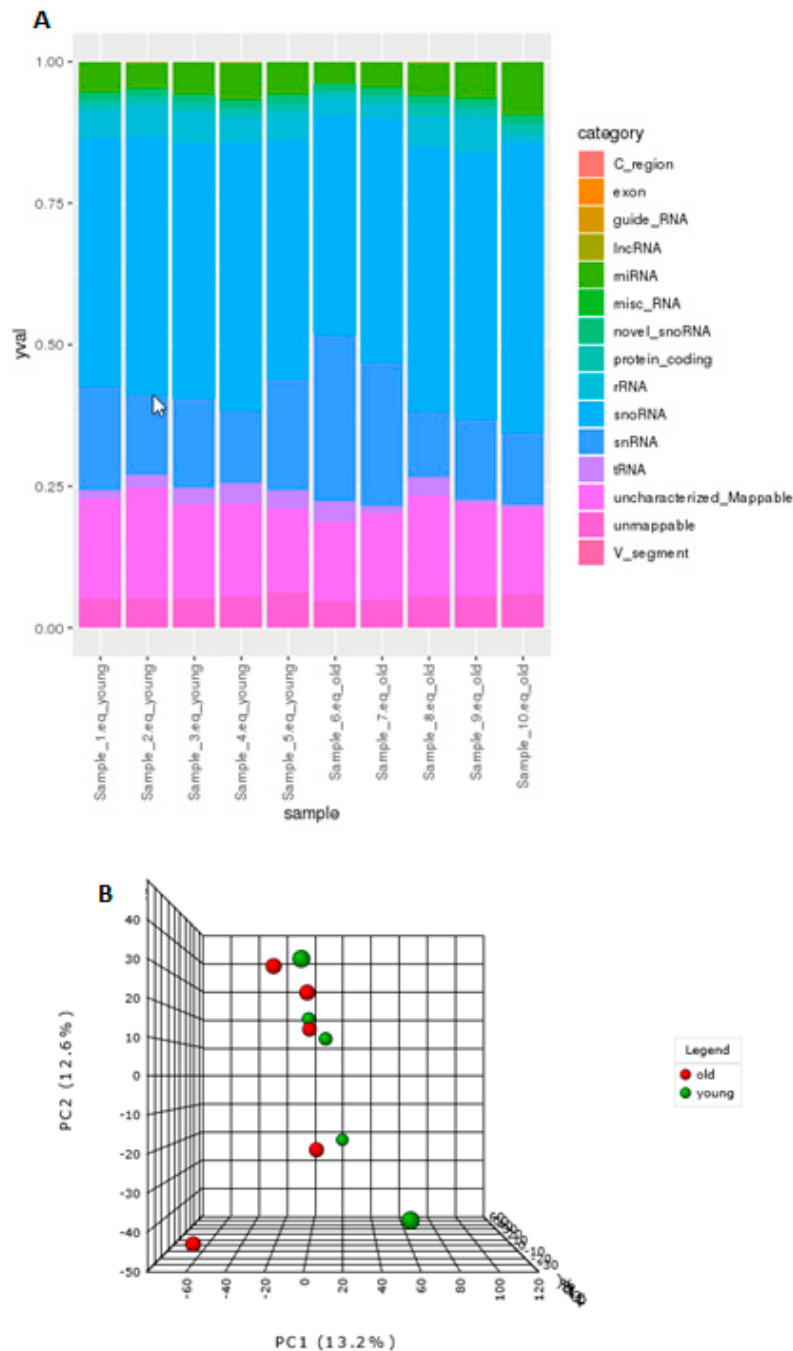 A
1.00
0.75
0.50
0.25
0.00
yval
Sample_1.eq_young
Sample_2.eq_young
Sample_3.eq_young
Sample_4.eq_young
Sample_5.eq_young
Sample_6.eq_old
Sample_7.eq_old
Sample_8.eq_old
Sample_9.eq_old
Sample_10.eq_old
sample
category
C_region
exon
guide_RNA
lncRNA
miRNA
misc_RNA
novel_snoRNA
protein_coding
rRNA
snoRNA
snRNA
tRNA
uncharacterized_Mappable
unmappable
V_segment
B
40
30
20
10
0
-10
-20
-30
-40
-50
PC2 (12.6%)
-60
-40
-20
0
20
40
60
80
100
120
PC1 (13.2%)
Legend
old
young